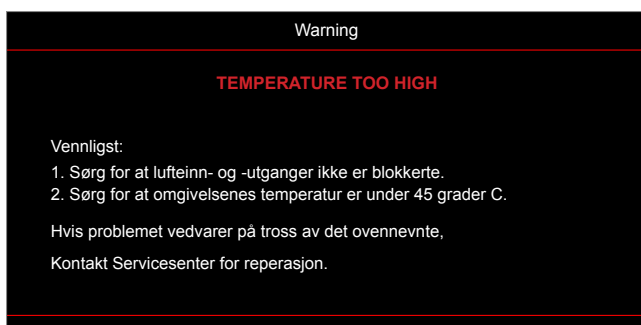 Warning
TEMPERATURE TOO HIGH
Vennligst:
1. Sørg for at lufteinn- og -utganger ikke er blokkerte.
2. Sørg for at omgivelsenes temperatur er under 45 grader C.
Hvis problemet vedvarer på tross av det ovennevnte,
Kontakt Servicesenter for reperasjon.